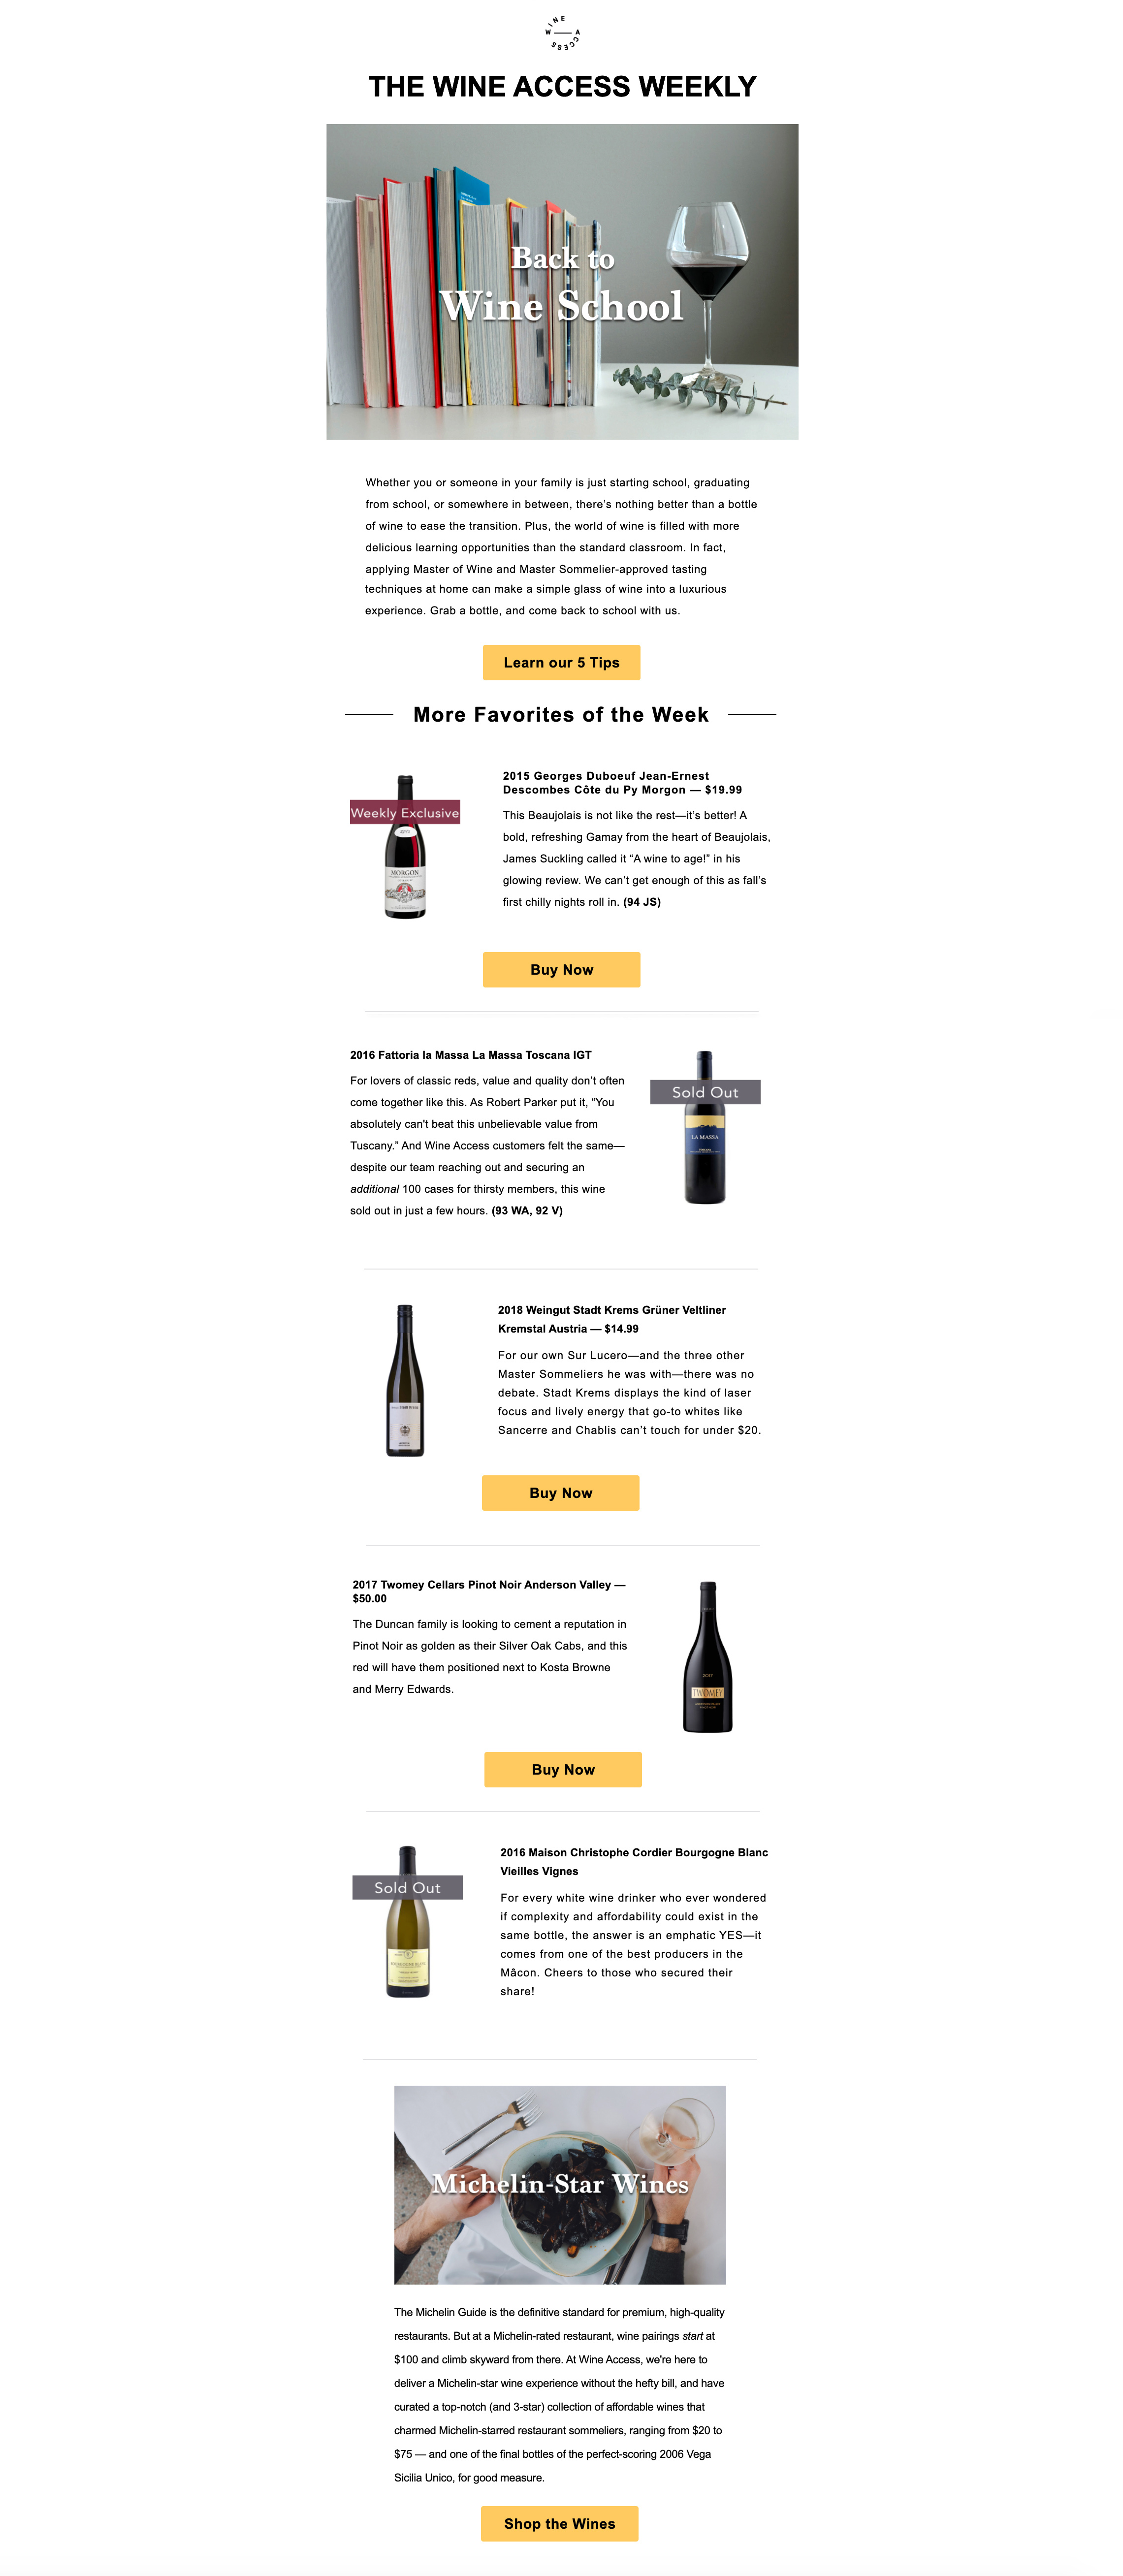 WINE ACCESS
THE WINE ACCESS WEEKLY
Back to
Wine School
Whether you or someone in your family is just starting school, graduating
from school, or somewhere in between, there’s nothing better than a bottle
of wine to ease the transition. Plus, the world of wine is filled with more
delicious learning opportunities than the standard classroom. In fact,
applying Master of Wine and Master Sommelier-approved tasting
techniques at home can make a simple glass of wine into a luxurious
experience. Grab a bottle, and come back to school with us.
Learn our 5 Tips
More Favorites of the Week
Weekly Exclusive
MORGON
2015 Georges Duboeuf Jean-Ernest
Descombes Côte du Py Morgon — $19.99
This Beaujolais is not like the rest—it’s better! A
bold, refreshing Gamay from the heart of Beaujolais,
James Suckling called it “A wine to age!” in his
glowing review. We can’t get enough of this as fall’s
first chilly nights roll in. (94 JS)
Buy Now
2016 Fattoria la Massa La Massa Toscana IGT
For lovers of classic reds, value and quality don’t often
come together like this. As Robert Parker put it, “You
absolutely can't beat this unbelievable value from
Tuscany.” And Wine Access customers felt the same—
despite our team reaching out and securing an
additional 100 cases for thirsty members, this wine
sold out in just a few hours. (93 WA, 92 V)
Sold Out
LA MASSA
2018 Weingut Stadt Krems Grüner Veltliner
Kremstal Austria — $14.99
For our own Sur Lucero—and the three other
Master Sommeliers he was with—there was no
debate. Stadt Krems displays the kind of laser
focus and lively energy that go-to whites like
Sancerre and Chablis can’t touch for under $20.
Buy Now
2017 Twomey Cellars Pinot Noir Anderson Valley —
$50.00
The Duncan family is looking to cement a reputation in
Pinot Noir as golden as their Silver Oak Cabs, and this
red will have them positioned next to Kosta Browne
and Merry Edwards.
2017
TWOMEY
Buy Now
Sold Out
2016 Maison Christophe Cordier Bourgogne Blanc
Vieilles Vignes
For every white wine drinker who ever wondered
if complexity and affordability could exist in the
same bottle, the answer is an emphatic YES—it
comes from one of the best producers in the
Mâcon. Cheers to those who secured their
share!
Michelin-Star Wines
The Michelin Guide is the definitive standard for premium, high-quality
restaurants. But at a Michelin-rated restaurant, wine pairings start at
$100 and climb skyward from there. At Wine Access, we're here to
deliver a Michelin-star wine experience without the hefty bill, and have
curated a top-notch (and 3-star) collection of affordable wines that
charmed Michelin-starred restaurant sommeliers, ranging from $20 to
$75 — and one of the final bottles of the perfect-scoring 2006 Vega
Sicilia Unico, for good measure.
Shop the Wines